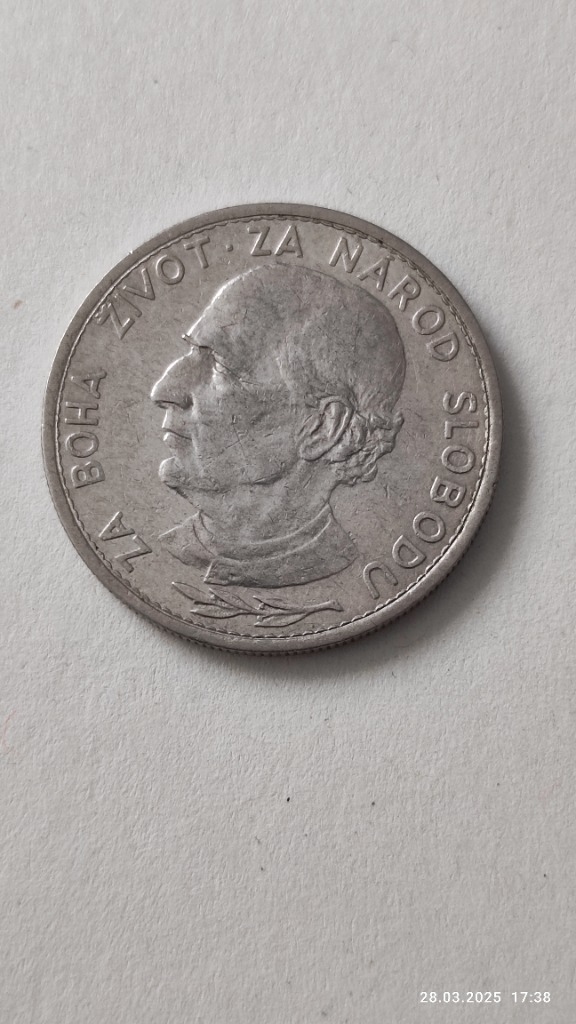 ZA BOHA ŽIVOT · ZA NÁROD SLOBODU
28.03.2025 17:38